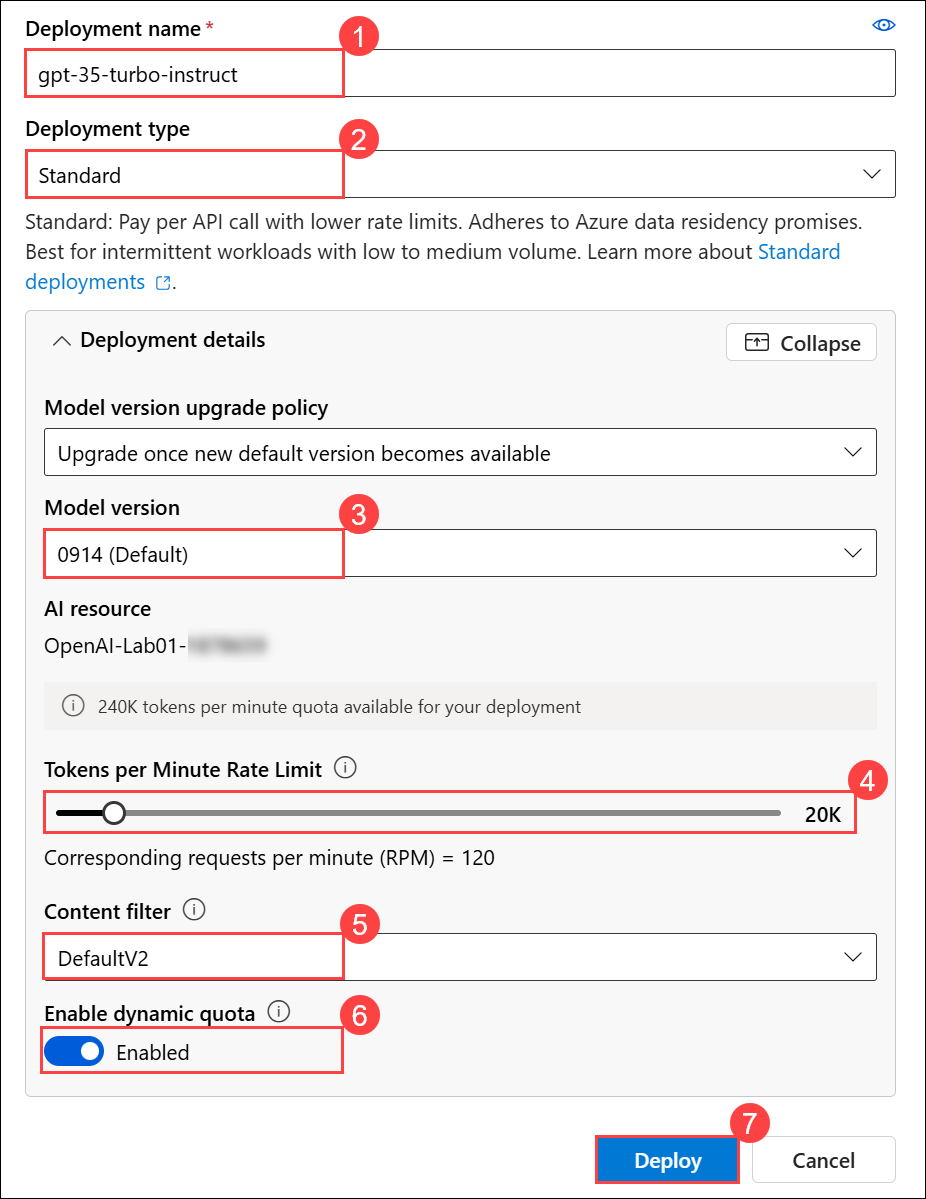 Deployment name *
1
gpt-35-turbo-instruct
Deployment type
2
Standard
Standard: Pay per API call with lower rate limits. Adheres to Azure data residency promises.
Best for intermittent workloads with low to medium volume. Learn more about Standard
deployments .
Deployment details
Collapse
Model version upgrade policy
Upgrade once new default version becomes available
Model version
3
0914 (Default)
AI resource
OpenAI-Lab01-
240K tokens per minute quota available for your deployment
Tokens per Minute Rate Limit
4
20K
Corresponding requests per minute (RPM) = 120
Content filter
5
DefaultV2
Enable dynamic quota
6
Enabled
7
Deploy
Cancel